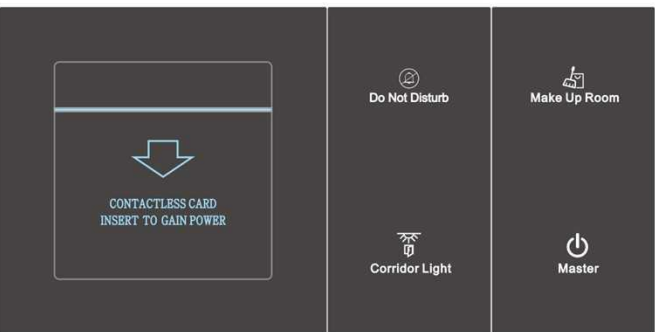 CONTACTLESS CARD
INSERT TO GAIN POWER
Do Not Disturb
Make Up Room
Corridor Light
Master